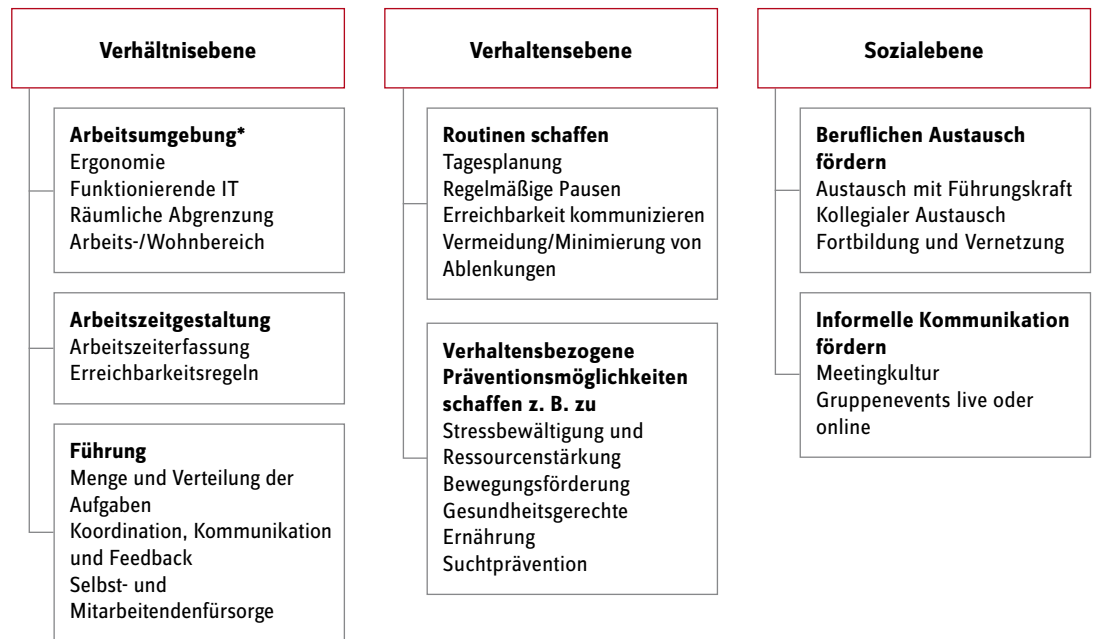 Verhältnisebene
Arbeitsumgebung*
Ergonomie
Funktionierende IT
Räumliche Abgrenzung
Arbeits-/Wohnbereich
Arbeitszeitgestaltung
Arbeitszeiterfassung
Erreichbarkeitsregeln
Führung
Menge und Verteilung der
Aufgaben
Koordination, Kommunikation
und Feedback
Selbst- und
Mitarbeitendenfürsorge
Verhaltensebene
Routinen schaffen
Tagesplanung
Regelmäßige Pausen
Erreichbarkeit kommunizieren
Vermeidung/Minimierung von
Ablenkungen
Verhaltensbezogene
Präventionsmöglichkeiten
schaffen z. B. zu
Stressbewältigung und
Ressourcenstärkung
Bewegungsförderung
Gesundheitsgerechte
Ernährung
Suchtprävention
Sozialebene
Beruflichen Austausch
fördern
Austausch mit Führungskraft
Kollegialer Austausch
Fortbildung und Vernetzung
Informelle Kommunikation
fördern
Meetingkultur
Gruppenevents live oder
online